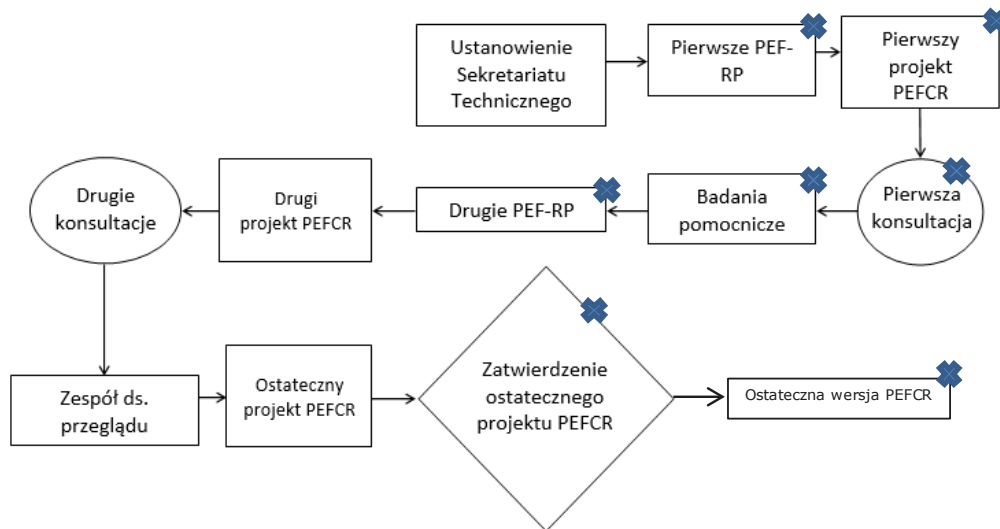 Ustanowienie
Sekretariatu
Technicznego
Pierwsze PEF-
RP
Pierwszy
projekt
PEFCR
Pierwsza
konsultacja
Badania
pomocnicze
Drugie PEF-RP
Drugi
projekt PEFCR
Drugie
konsultacje
Zespół ds.
przeglądu
Ostateczny
projekt PEFCR
Zatwierdzenie
ostatecznego
projektu PEFCR
Ostateczna wersja PEFCR